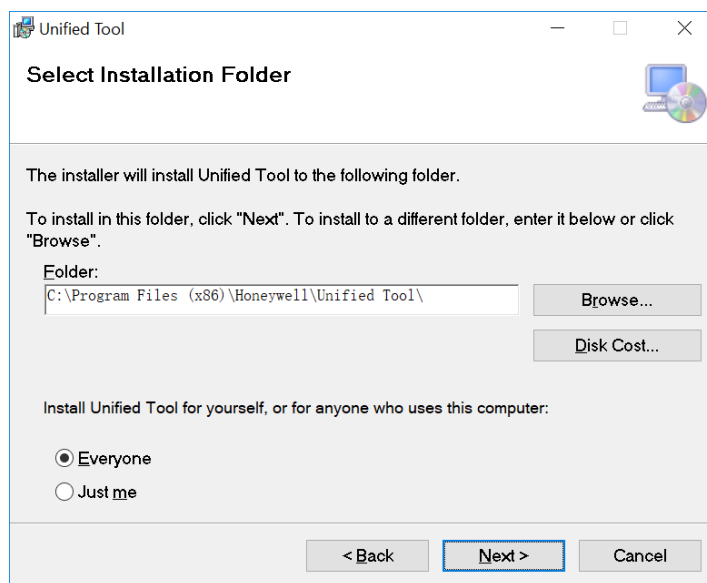 Unified Tool
Select Installation Folder
The installer will install Unified Tool to the following folder.
To install in this folder, click "Next". To install to a different folder, enter it below or click
"Browse".
Folder:
C:\Program Files (x86)\Honeywell\Unified Tool\
Browse...
Disk Cost...
Install Unified Tool for yourself, or for anyone who uses this computer:
Everyone
Just me
< Back
Next >
Cancel